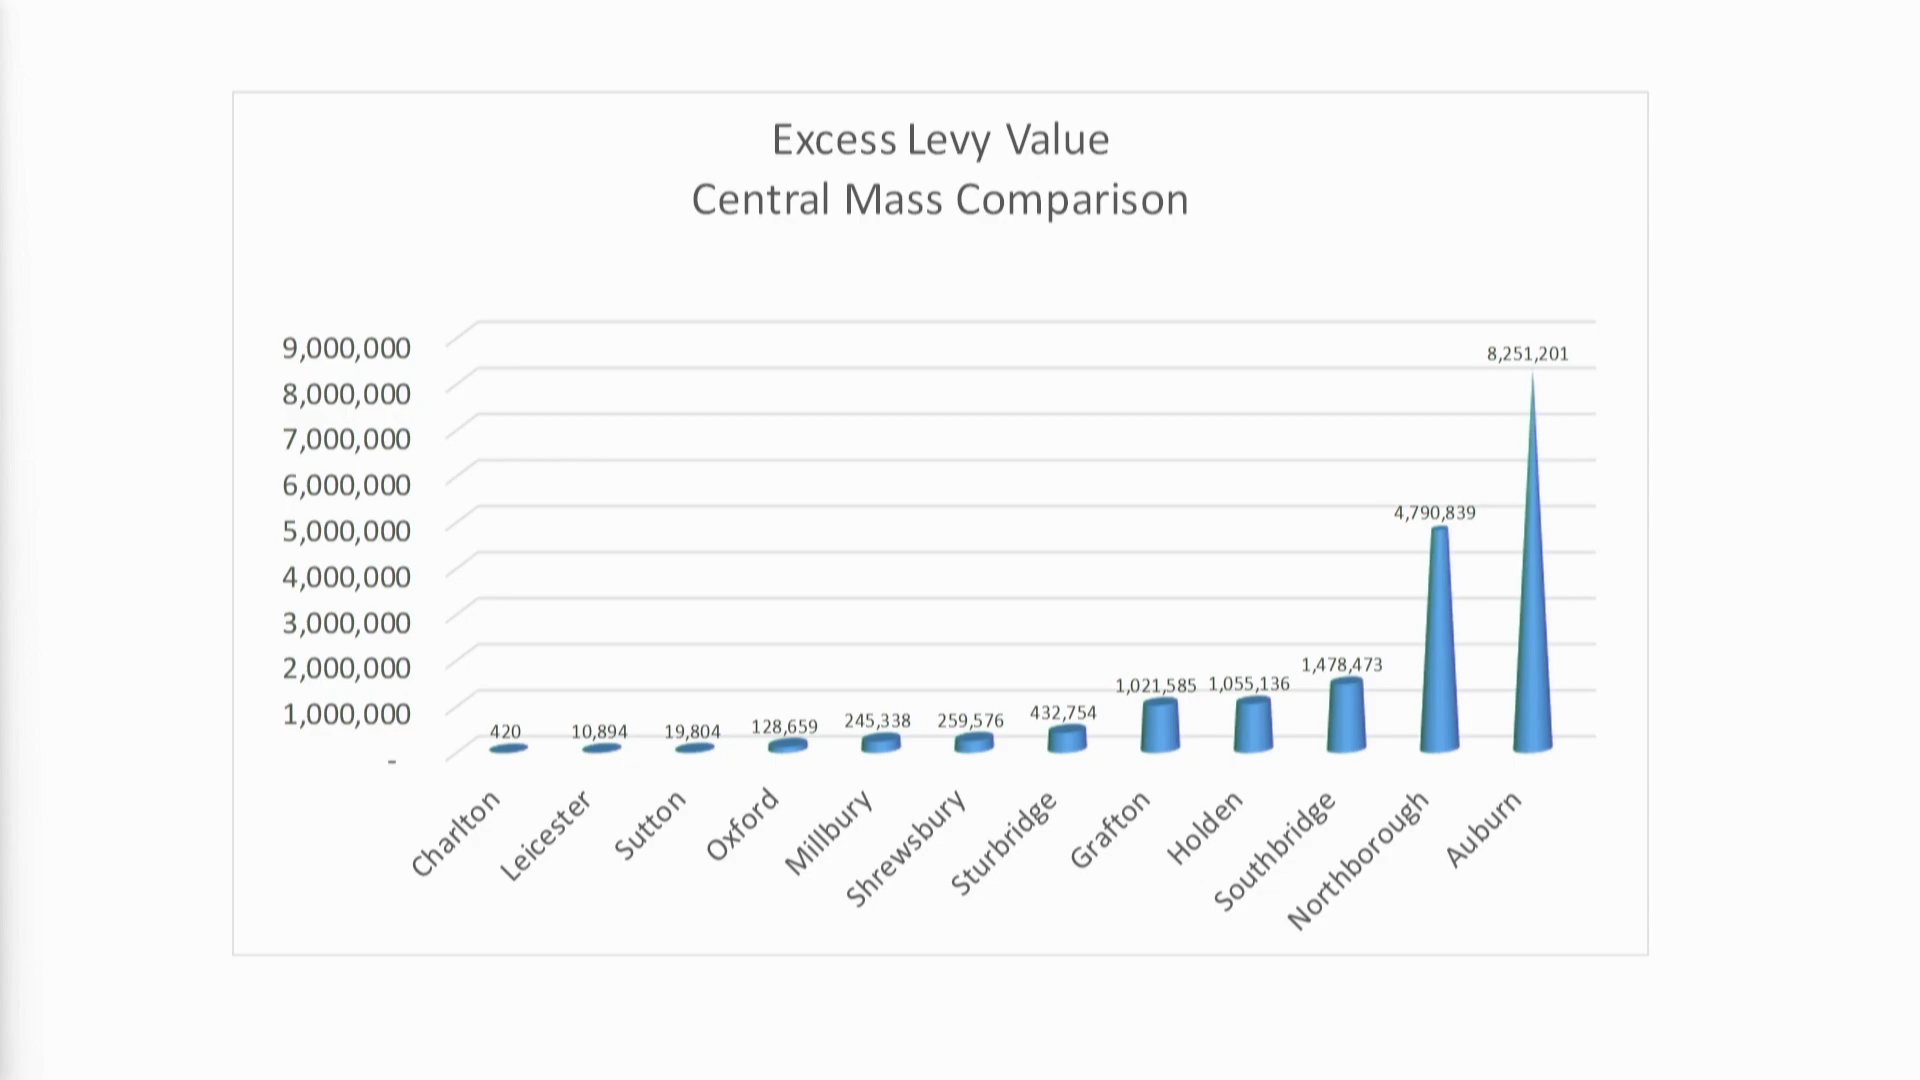 Excess Levy Value
Central Mass Comparison
9,000,000
8,000,000
7,000,000
6,000,000
5,000,000
4,000,000
3,000,000
2,000,000
1,000,000
-
420
10,894
19,804
128,659
245,338
259,576
432,754
1,021,585
1,055,136
1,478,473
4,790,839
8,251,201
Charlton
Leicester
Sutton
Oxford
Millbury
Shrewsbury
Sturbridge
Grafton
Holden
Southbridge
Northborough
Auburn